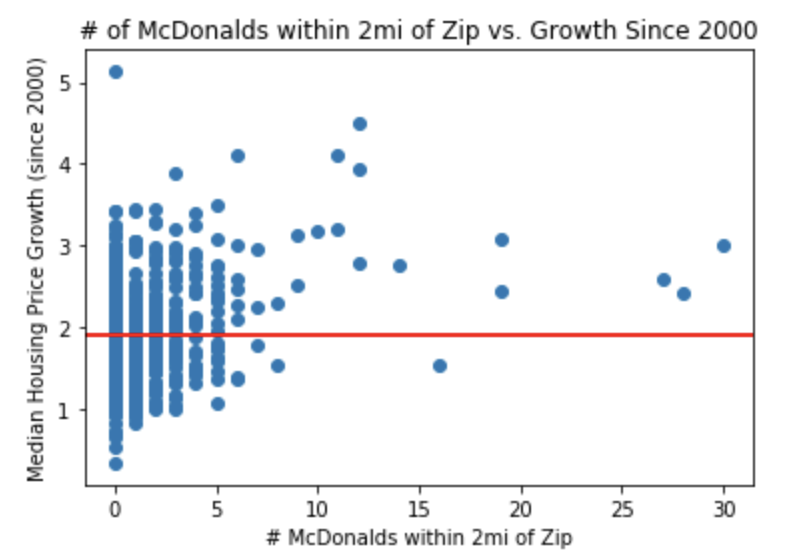 # of McDonalds within 2mi of Zip vs. Growth Since 2000
Median Housing Price Growth (since 2000)
5
4
3
2
1
0 5 10 15 20 25 30
# McDonalds within 2mi of Zip